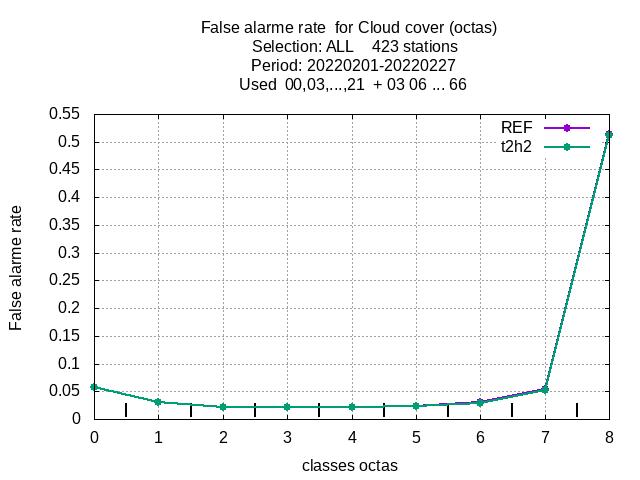 False alarme rate  for Cloud cover (octas)
Selection: ALL    423 stations
Period: 20220201-20220227
Used  00,03,...,21  + 03 06 ... 66
REF
t2h2
0.55
0.5
0.45
0.4
0.35
0.3
0.25
0.2
0.15
0.1
0.05
0
False alarme rate
0 1 2 3 4 5 6 7 8
classes octas